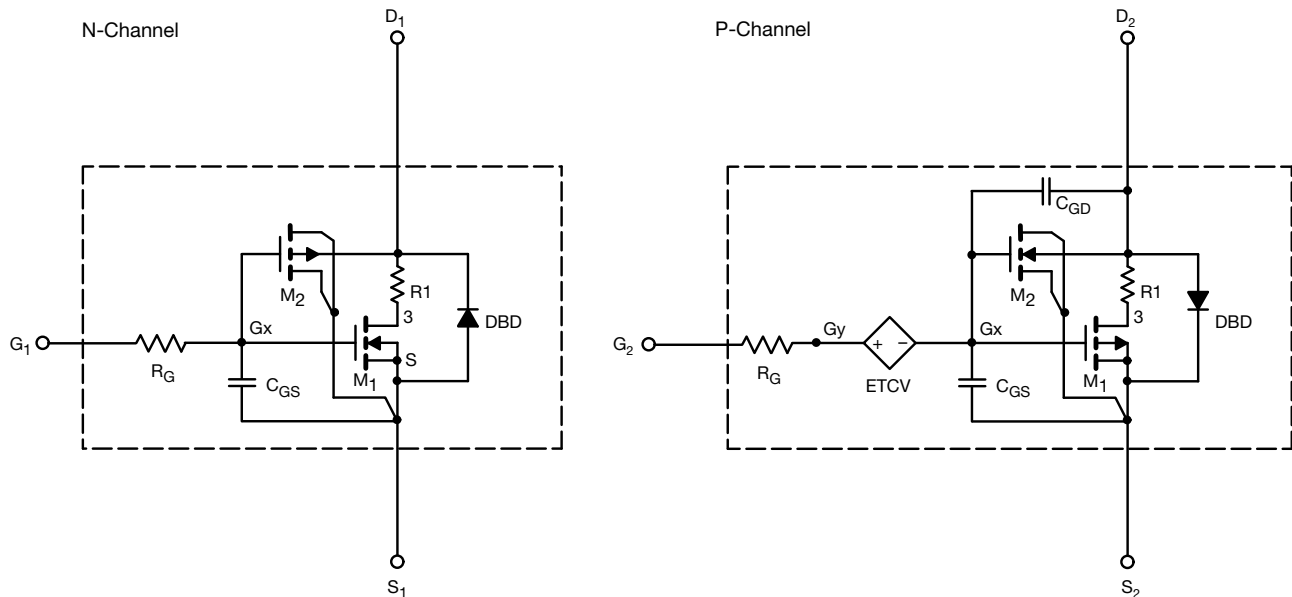 N-Channel
D1
M2
R1
3
DBD
G1
RG
Gx
S
M1
CGS
S1
P-Channel
D2
CGD
M2
R1
3
DBD
G2
RG
Gy
+ −
ETCV
Gx
M1
CGS
S2